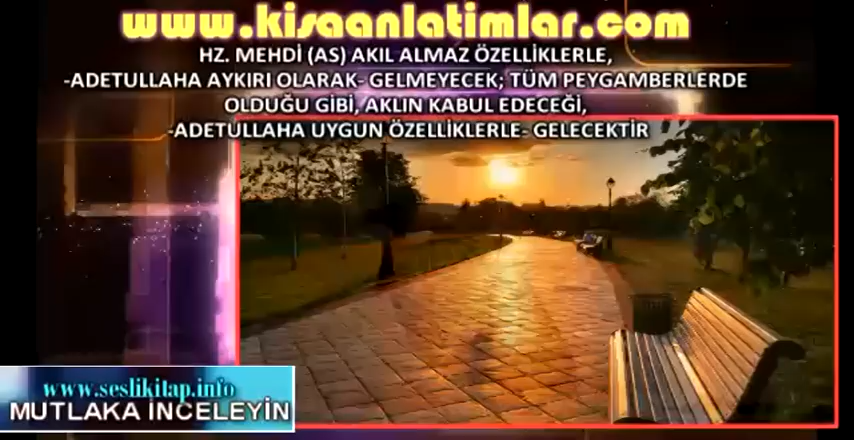 www.kisaanlatimlar.com
HZ. MEHDİ (AS) AKIL ALMAZ ÖZELLİKLERLE,
-ADETULLAHA AYKIRI OLARAK- GELMEYECEK; TÜM PEYGAMBERLERDE
OLDUĞU GİBİ, AKLIN KABUL EDECEĞİ,
-ADETULLAHA UYGUN ÖZELLİKLERLE- GELECEKTİR
www.seslikitap.info
MUTLAKA İNCELEYİN